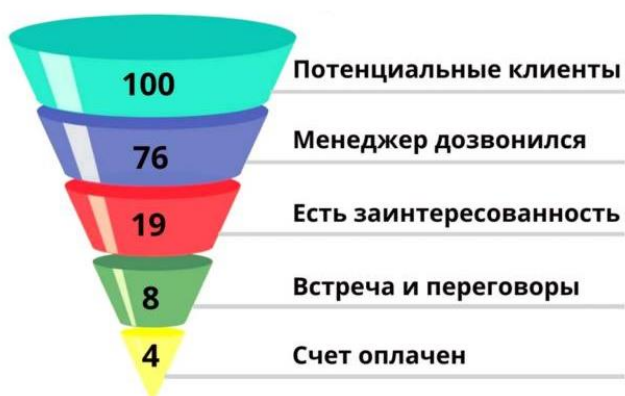 100 Потенциальные клиенты
76 Менеджер дозвонился
19 Есть заинтересованность
8 Встреча и переговоры
4 Счет оплачен